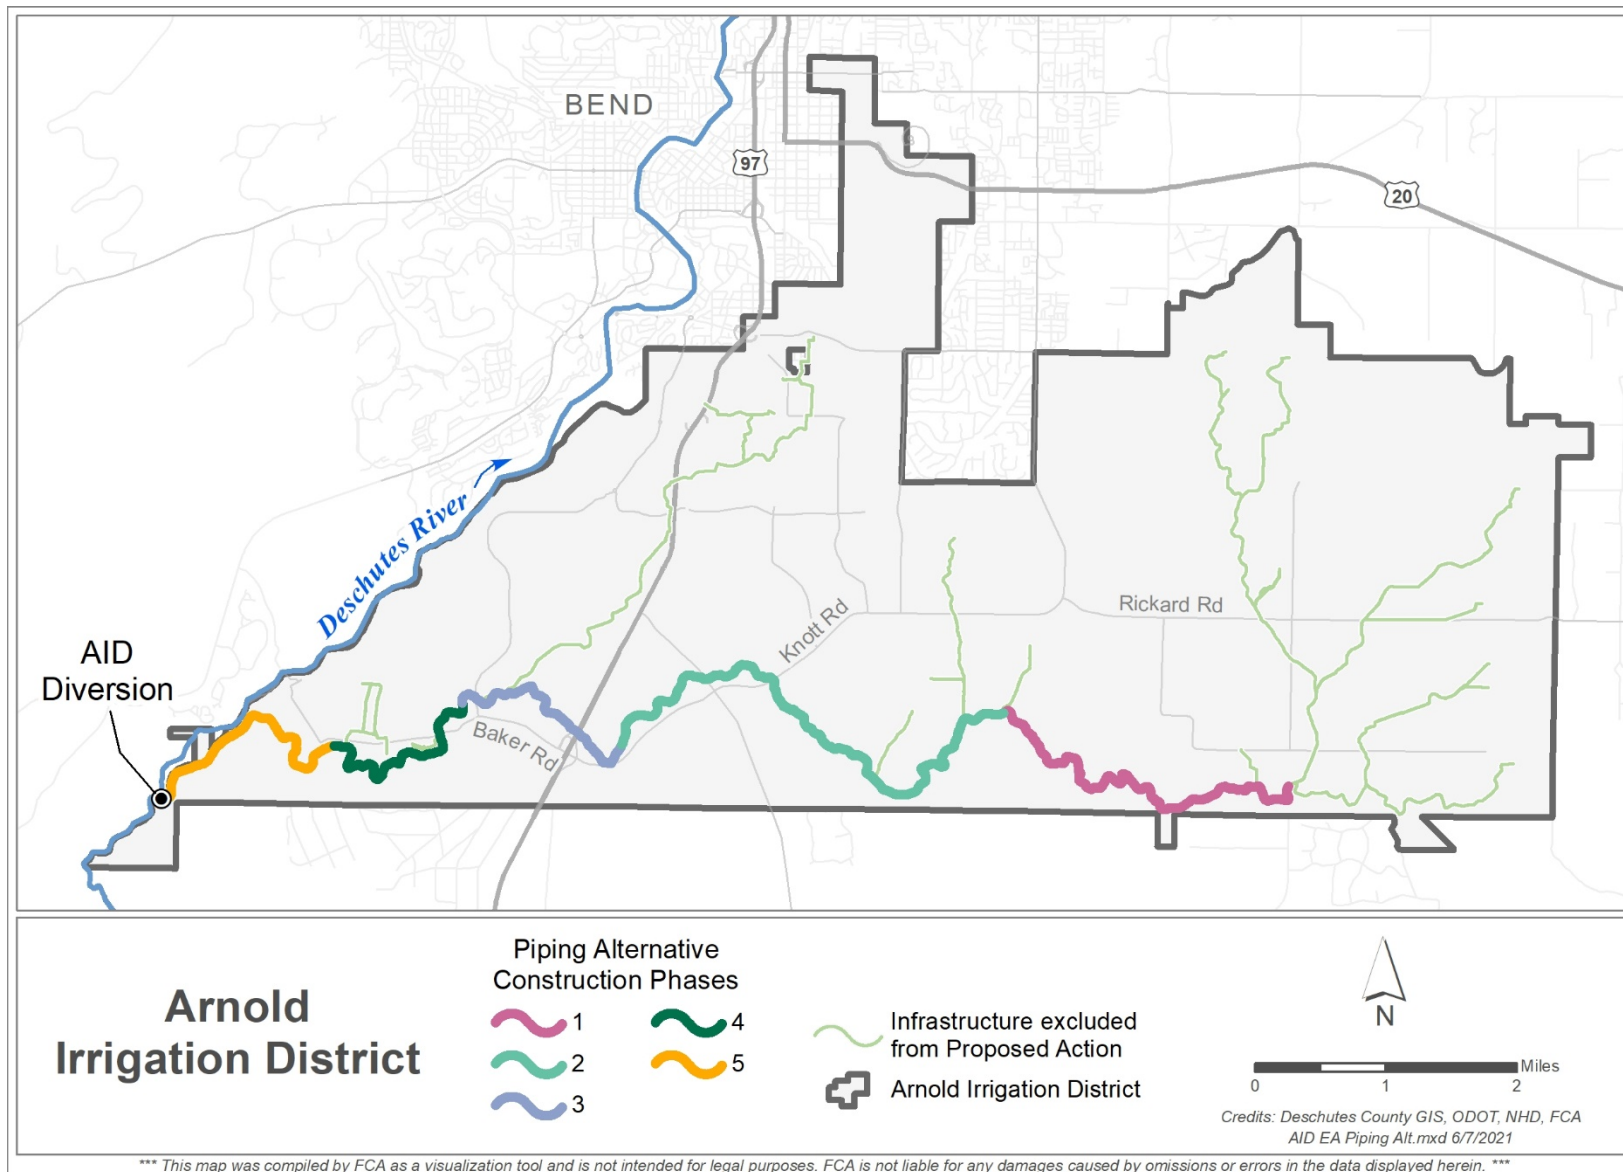 BEND
97
20
Deschutes River
Rickard Rd
Knott Rd
AID
Diversion
Baker Rd
Arnold
Irrigation District
Piping Alternative
Construction Phases
1
2
3
4
5
Infrastructure excluded
from Proposed Action
Arnold Irrigation District
N
Miles
0
1
2
Credits: Deschutes County GIS, ODOT, NHD, FCA
AID EA Piping Alt.mxd 6/7/2021
*** This map was compiled by FCA as a visualization tool and is not intended for legal purposes. FCA is not liable for any damages caused by omissions or errors in the data displayed herein. ***